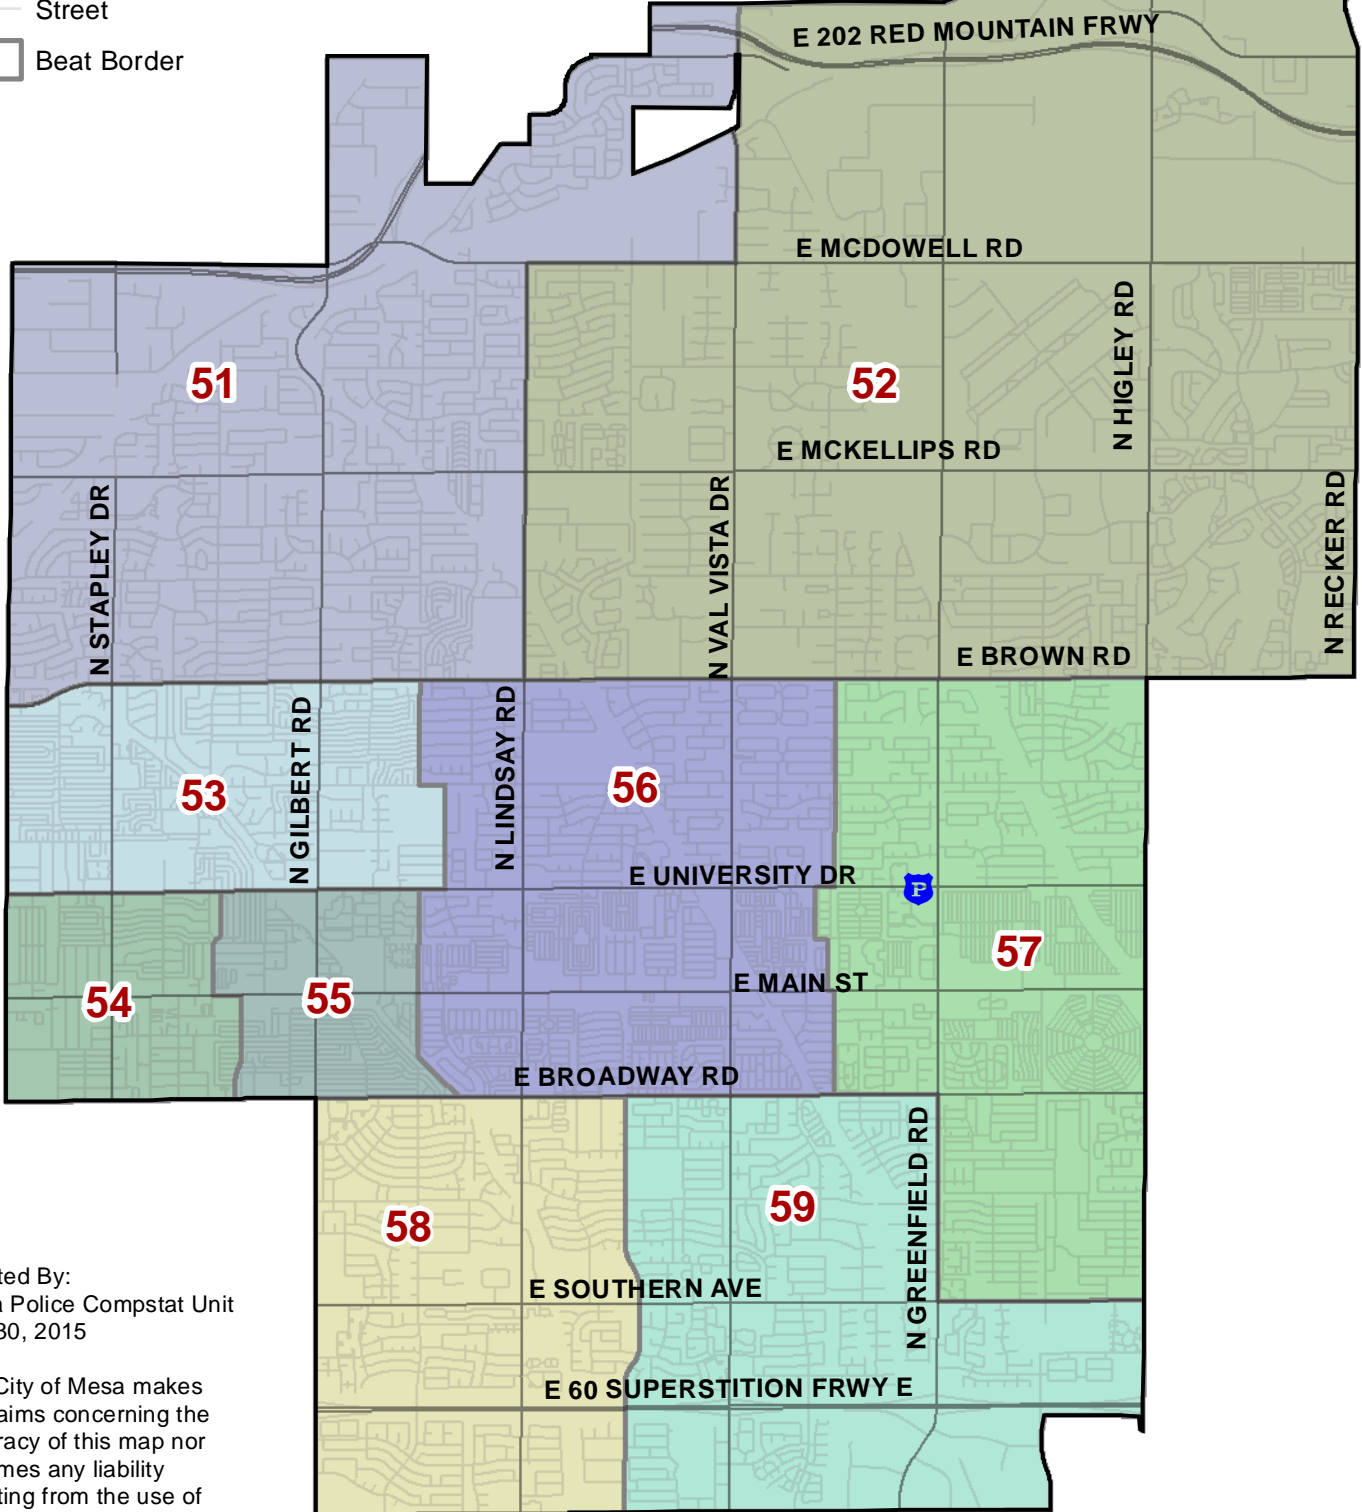 Street
Beat Border
E 202 RED MOUNTAIN FRWY
E MCDOWELL RD
N HIGLEY RD
51
52
E MCKELLIPS RD
N STAPLEY DR
N VAL VISTA DR
N RECKER RD
E BROWN RD
N GILBERT RD
N LINDSAY RD
53
56
E UNIVERSITY DR
P
57
54
55
E MAIN ST
E BROADWAY RD
N GREENFIELD RD
58
59
E SOUTHERN AVE
E 60 SUPERSTITION FRWY E
ted By:
Police Compstat Unit
30, 2015
City of Mesa makes
aims concerning the
racy of this map nor
mes any liability
ting from the use of